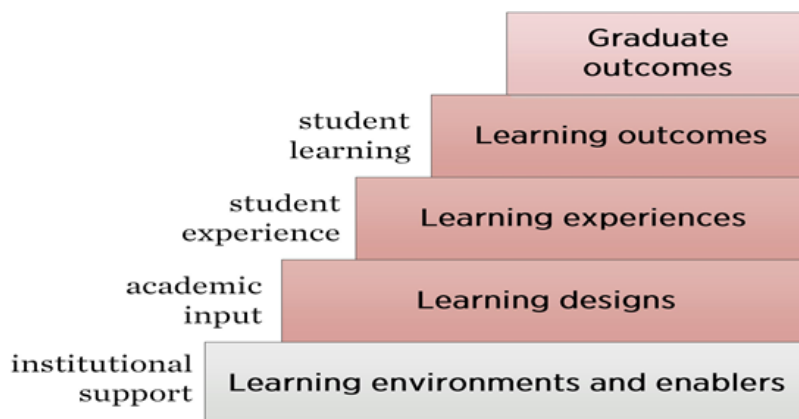 Graduate
outcomes
student
learning
Learning outcomes
student
experience
Learning experiences
academic
input
Learning designs
institutional
support
Learning environments and enablers